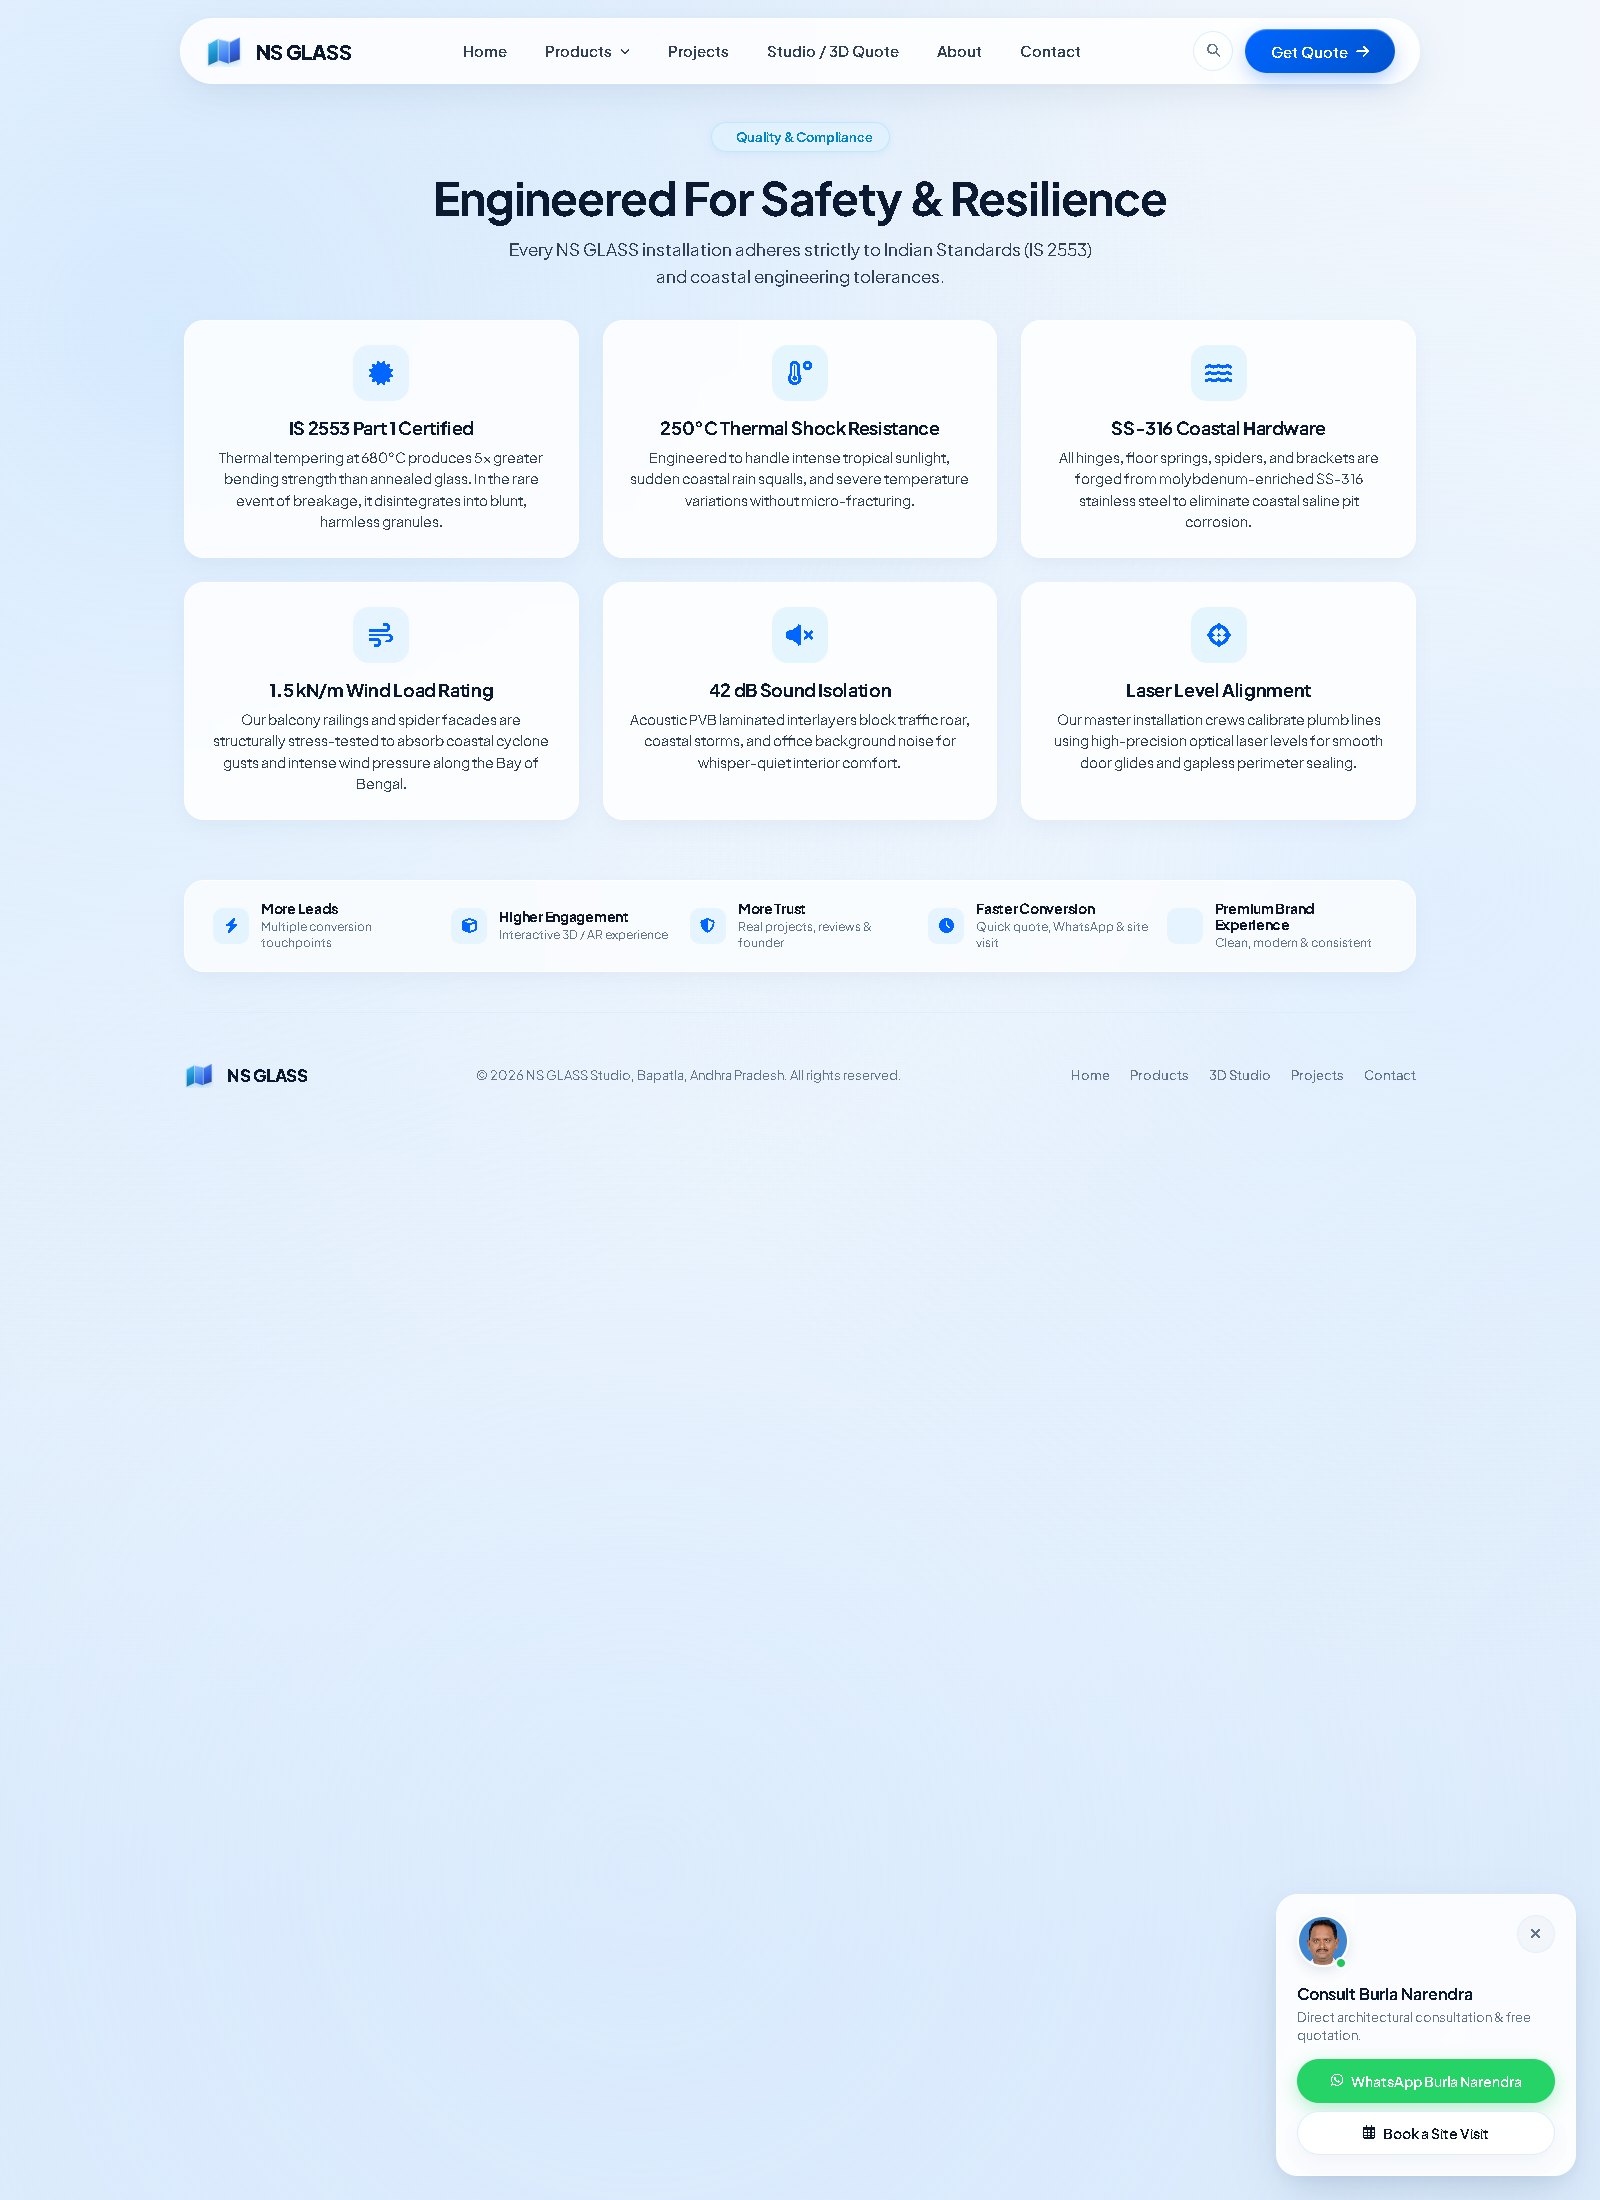 NS GLASS
Home
Products
Projects
Studio / 3D Quote
About
Contact
Get Quote
Quality & Compliance
Engineered For Safety & Resilience
Every NS GLASS installation adheres strictly to Indian Standards (IS 2553)
and coastal engineering tolerances.
IS 2553 Part 1 Certified
Thermal tempering at 680°C produces 5x greater
bending strength than annealed glass. In the rare
event of breakage, it disintegrates into blunt,
harmless granules.
250°C Thermal Shock Resistance
Engineered to handle intense tropical sunlight,
sudden coastal rain squalls, and severe temperature
variations without micro-fracturing.
SS-316 Coastal Hardware
All hinges, floor springs, spiders, and brackets are
forged from molybdenum-enriched SS-316
stainless steel to eliminate coastal saline pit
corrosion.
1.5 kN/m Wind Load Rating
Our balcony railings and spider facades are
structurally stress-tested to absorb coastal cyclone
gusts and intense wind pressure along the Bay of
Bengal.
42 dB Sound Isolation
Acoustic PVB laminated interlayers block traffic roar,
coastal storms, and office background noise for
whisper-quiet interior comfort.
Laser Level Alignment
Our master installation crews calibrate plumb lines
using high-precision optical laser levels for smooth
door glides and gapless perimeter sealing.
More Leads
Multiple conversion
touchpoints
Higher Engagement
Interactive 3D / AR experience
More Trust
Real projects, reviews &
founder
Faster Conversion
Quick quote, WhatsApp & site
visit
Premium Brand
Experience
Clean, modern & consistent
NS GLASS
© 2026 NS GLASS Studio, Bapatla, Andhra Pradesh. All rights reserved.
Home
Products
3D Studio
Projects
Contact
Consult Burla Narendra
Direct architectural consultation & free
quotation.
WhatsApp Burla Narendra
Book a Site Visit